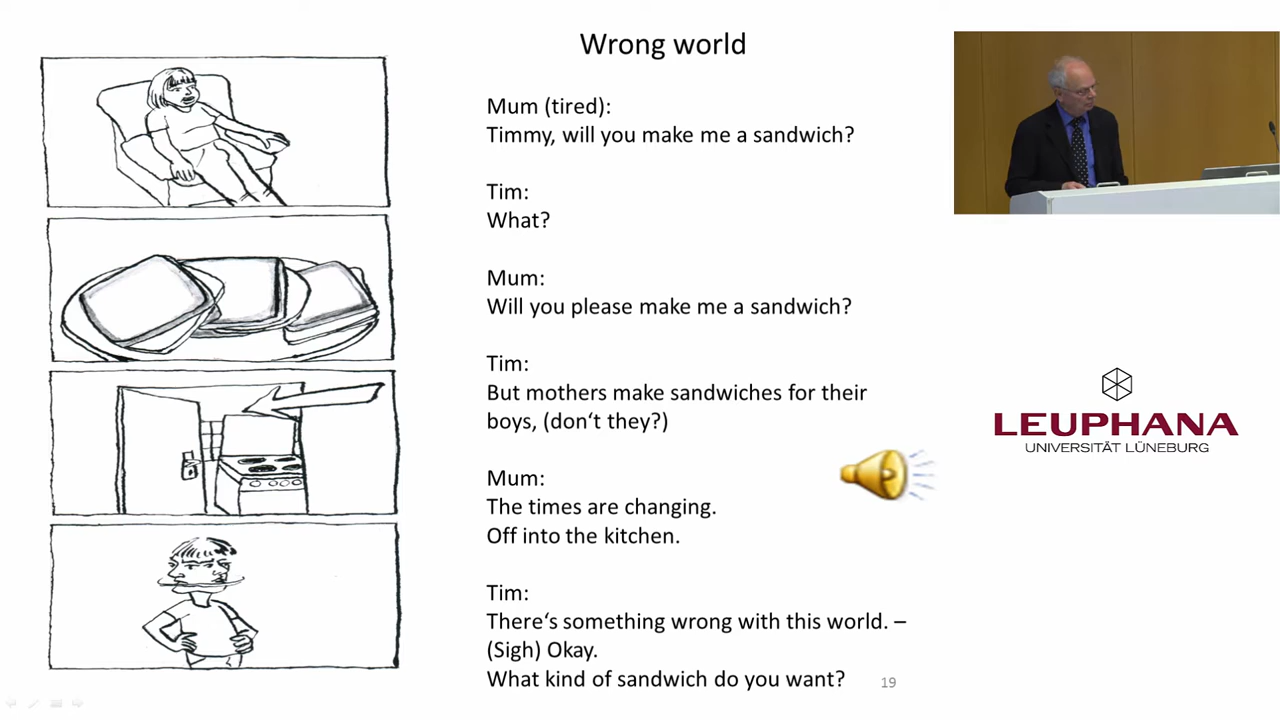 Wrong world
Mum (tired):
Timmy, will you make me a sandwich?
Tim:
What?
Mum:
Will you please make me a sandwich?
Tim:
But mothers make sandwiches for their
boys, (don‘t they?)
Mum:
The times are changing.
Off into the kitchen.
Tim:
There‘s something wrong with this world. –
(Sigh) Okay.
What kind of sandwich do you want?
19
LEUPHANA
UNIVERSITÄT LÜNEBURG